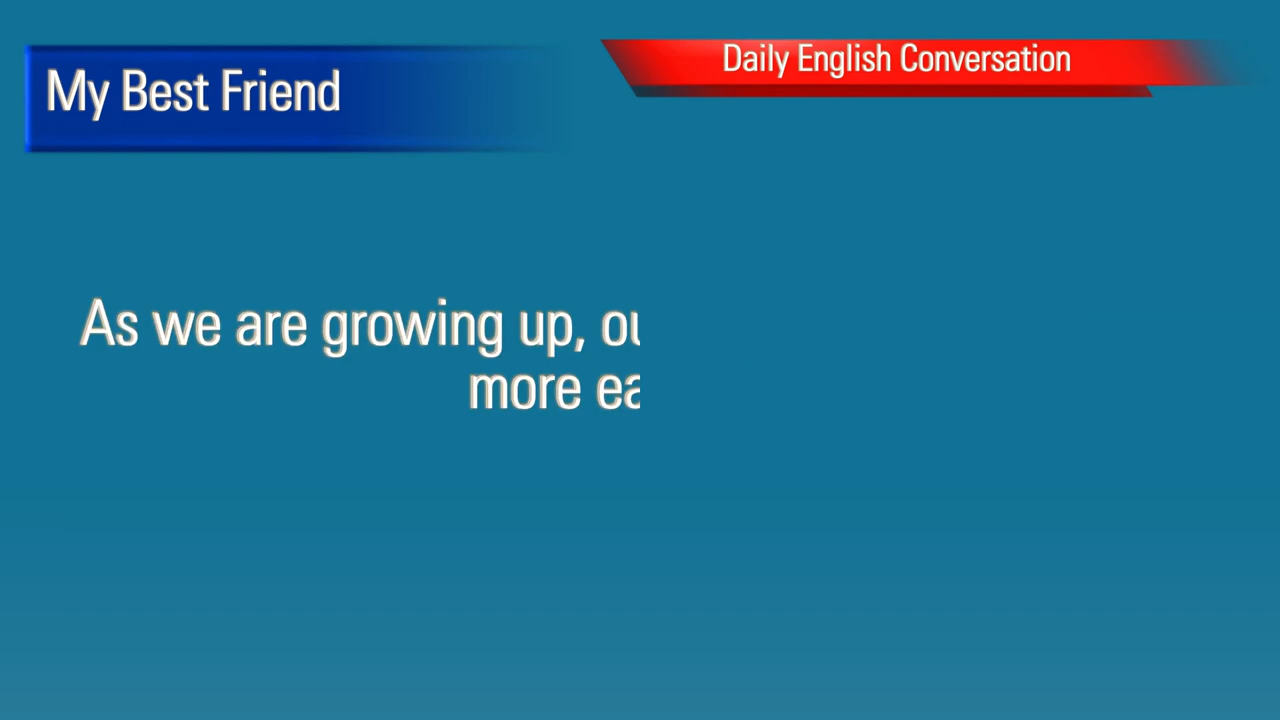 My Best Friend
Daily English Conversation
As we are growing up,
more